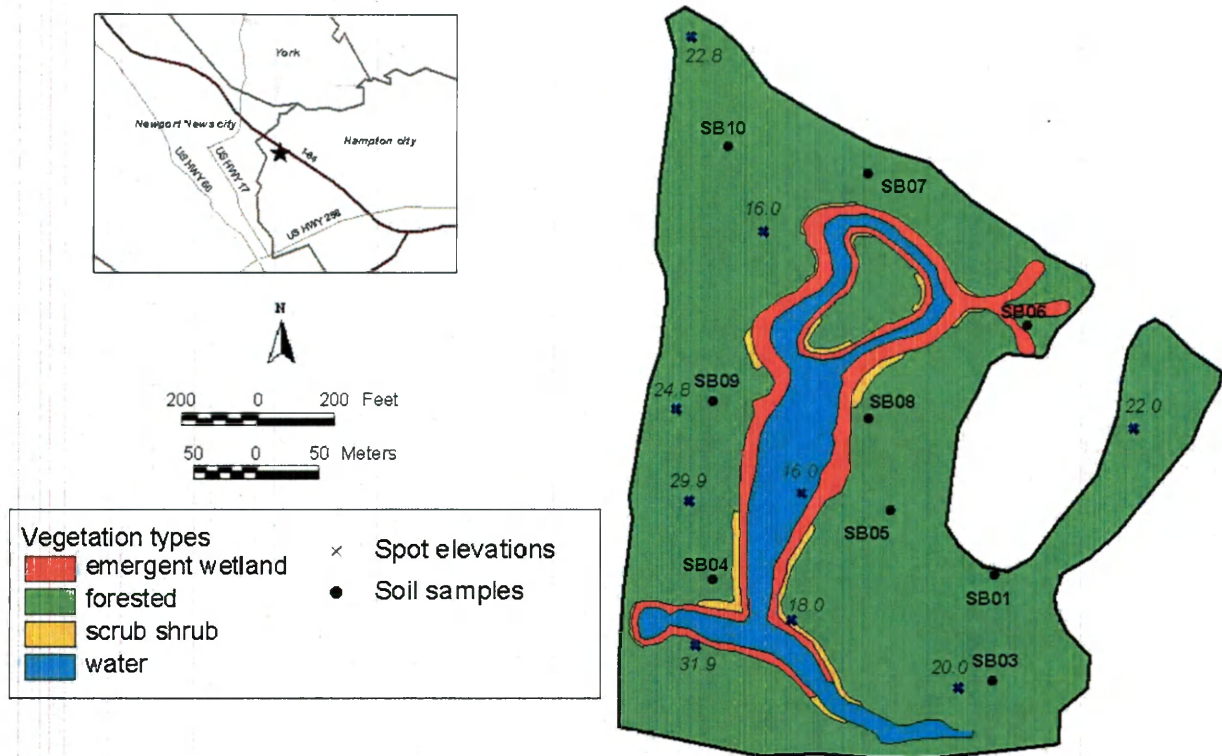 York
Newport News city
Hampton city
I-64
US HWY 60
US HWY 17
US HWY 258
N
200 0 200 Feet
50 0 50 Meters
Vegetation types
emergent wetland
forested
scrub shrub
water
Spot elevations
Soil samples
22.8
SB10
SB07
16.0
SB06
24.8
SB09
SB08
22.0
29.9
16.0
SB05
SB04
SB01
18.0
31.9
20.0
SB03